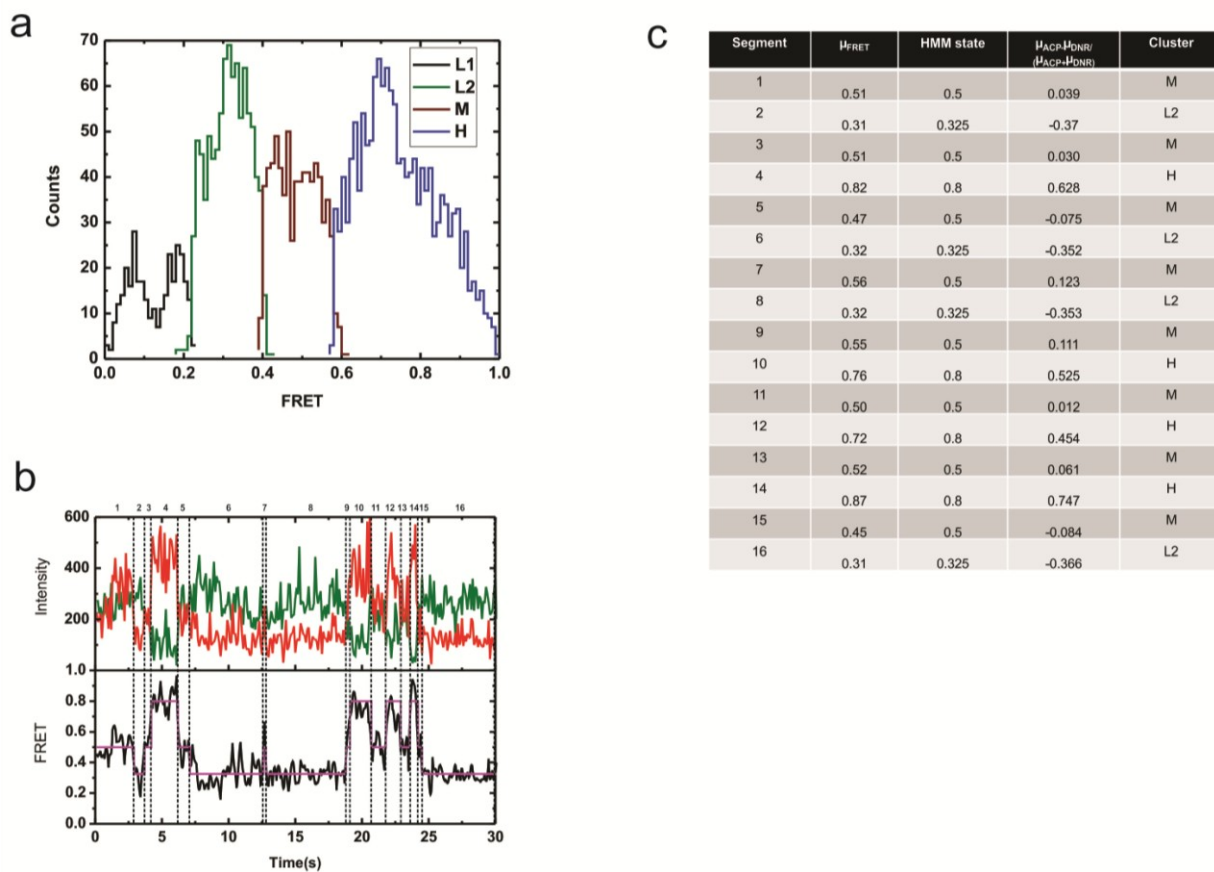 a
70
60
50
40
30
20
10
0
Counts
L1
L2
M
H
0.0 0.2 0.4 0.6 0.8 1.0
FRET
b
1 2 3 4 5 6 7 8 9 10 11 12 13 14 15 16
600
400
200
Intensity
1.0
0.8
0.6
0.4
0.2
0.0
FRET
0 5 10 15 20 25 30
Time(s)
c
Segment μFRET HMM state μACP-μDNR/ Cluster
(μACP+μDNR)
1 0.51 0.5 0.039 M
2 0.31 0.325 -0.37 L2
3 0.51 0.5 0.030 M
4 0.82 0.8 0.628 H
5 0.47 0.5 -0.075 M
6 0.32 0.325 -0.352 L2
7 0.56 0.5 0.123 M
8 0.32 0.325 -0.353 L2
9 0.55 0.5 0.111 M
10 0.76 0.8 0.525 H
11 0.50 0.5 0.012 M
12 0.72 0.8 0.454 H
13 0.52 0.5 0.061 M
14 0.87 0.8 0.747 H
15 0.45 0.5 -0.084 M
16 0.31 0.325 -0.366 L2